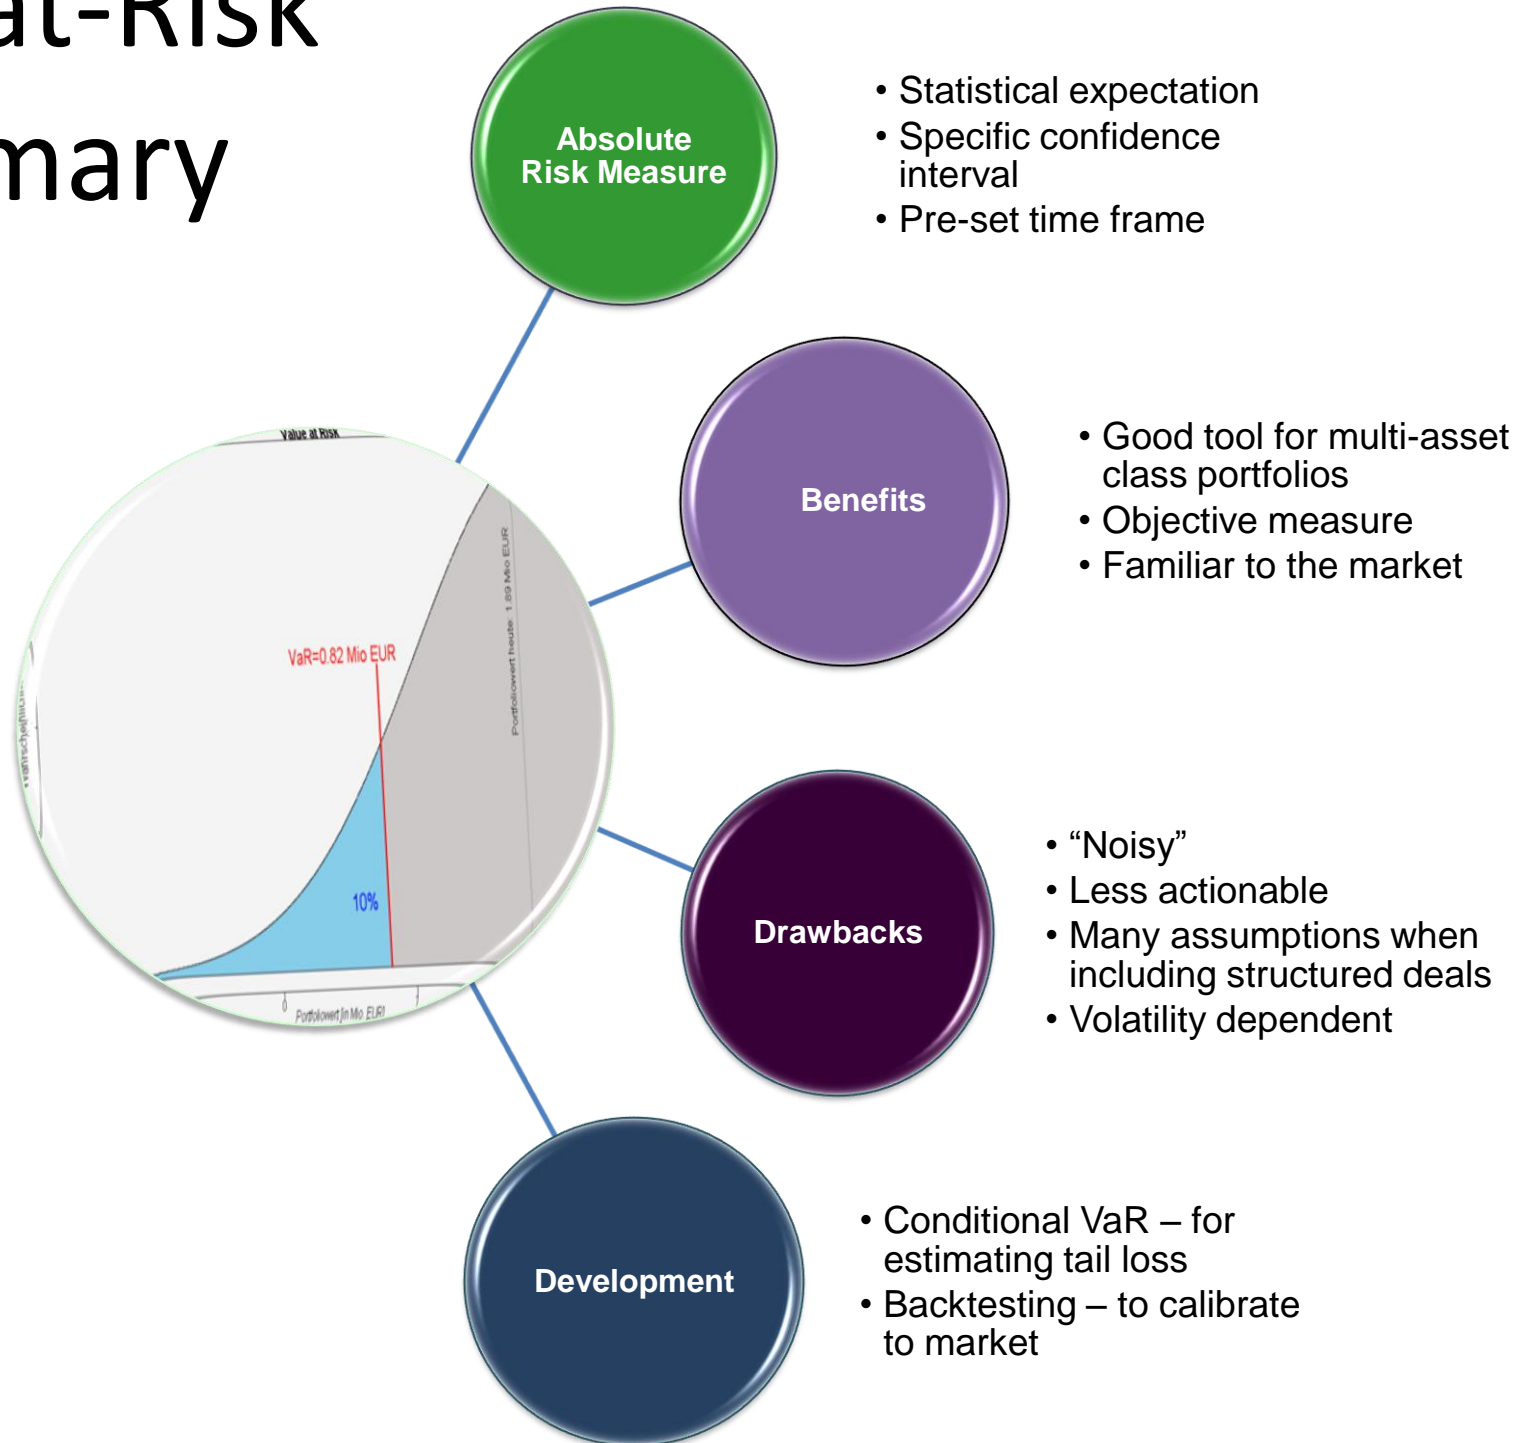 at-Risk
mary
Absolute
Risk Measure
• Statistical expectation
• Specific confidence
interval
• Pre-set time frame
Benefits
• Good tool for multi-asset
class portfolios
• Objective measure
• Familiar to the market
Value at Risk
Portfoliowert heute: 1.89 Mio EUR
VaR=0.82 Mio EUR
10%
0
1
Portfoliowert [in Mio EUR]
Drawbacks
• “Noisy”
• Less actionable
• Many assumptions when
including structured deals
• Volatility dependent
Development
• Conditional VaR – for
estimating tail loss
• Backtesting – to calibrate
to market